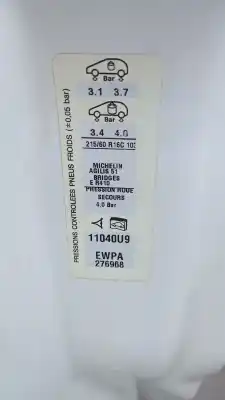 Bar
3.1 3.7
Bar
3.4 4.0
215/60 R16C 103
MICHELIN
AGILIS 51
BRIDGES
E R410
PRESSION ROUE
SECOURS
4,0 Bar
11040U9
EWPA
276968
PRESSIONS CONTROLEES PNEUS FROIDS (±0,05 bar)